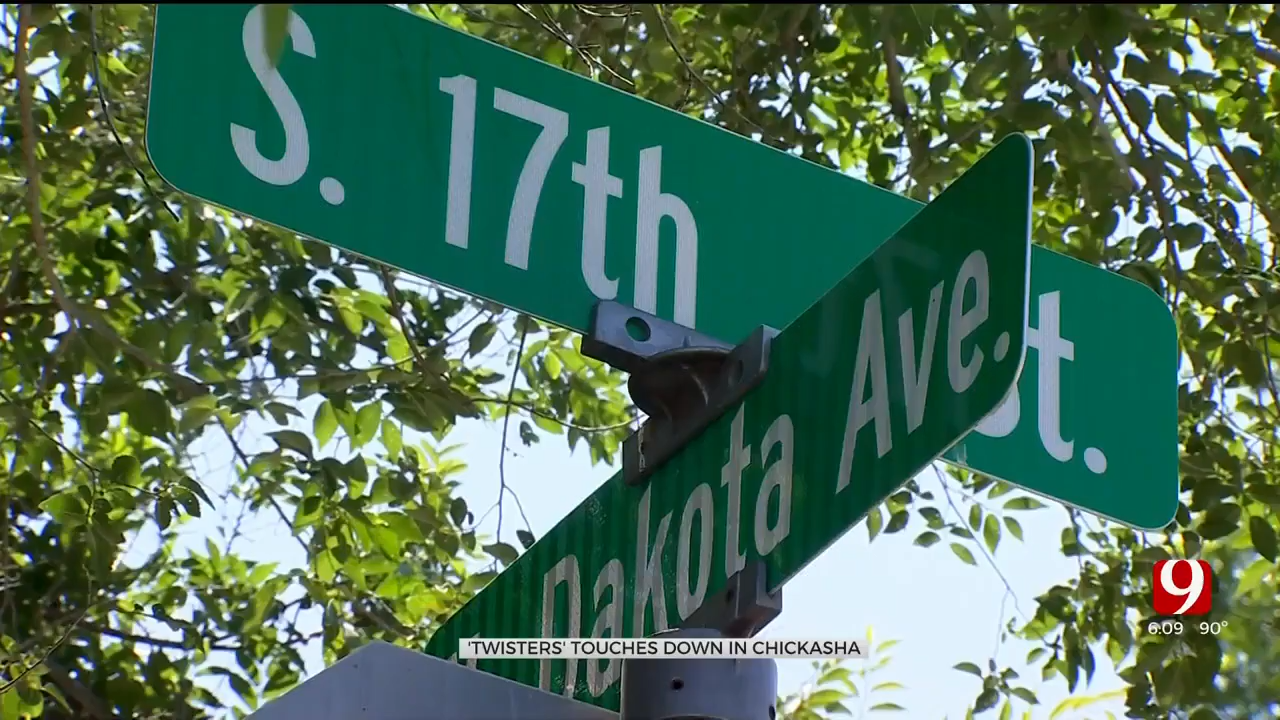 S. 17th St.
Dakota Ave.
9
6:09 90°
'TWISTERS' TOUCHES DOWN IN CHICKASHA